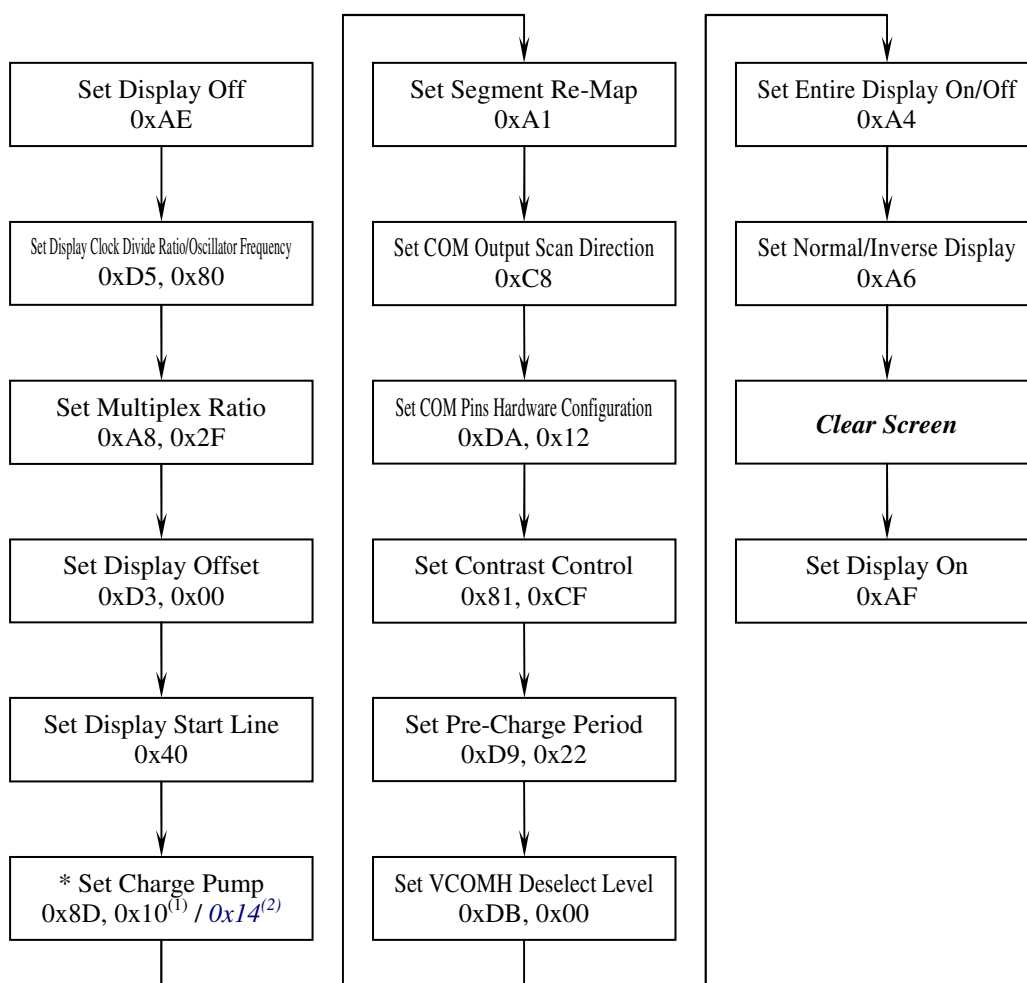 Set Display Off
0xAE
Set Display Clock Divide Ratio/Oscillator Frequency
0xD5, 0x80
Set Multiplex Ratio
0xA8, 0x2F
Set Display Offset
0xD3, 0x00
Set Display Start Line
0x40
* Set Charge Pump
0x8D, 0x10(1) / 0x14(2)
Set Segment Re-Map
0xA1
Set COM Output Scan Direction
0xC8
Set COM Pins Hardware Configuration
0xDA, 0x12
Set Contrast Control
0x81, 0xCF
Set Pre-Charge Period
0xD9, 0x22
Set VCOMH Deselect Level
0xDB, 0x00
Set Entire Display On/Off
0xA4
Set Normal/Inverse Display
0xA6
Clear Screen
Set Display On
0xAF